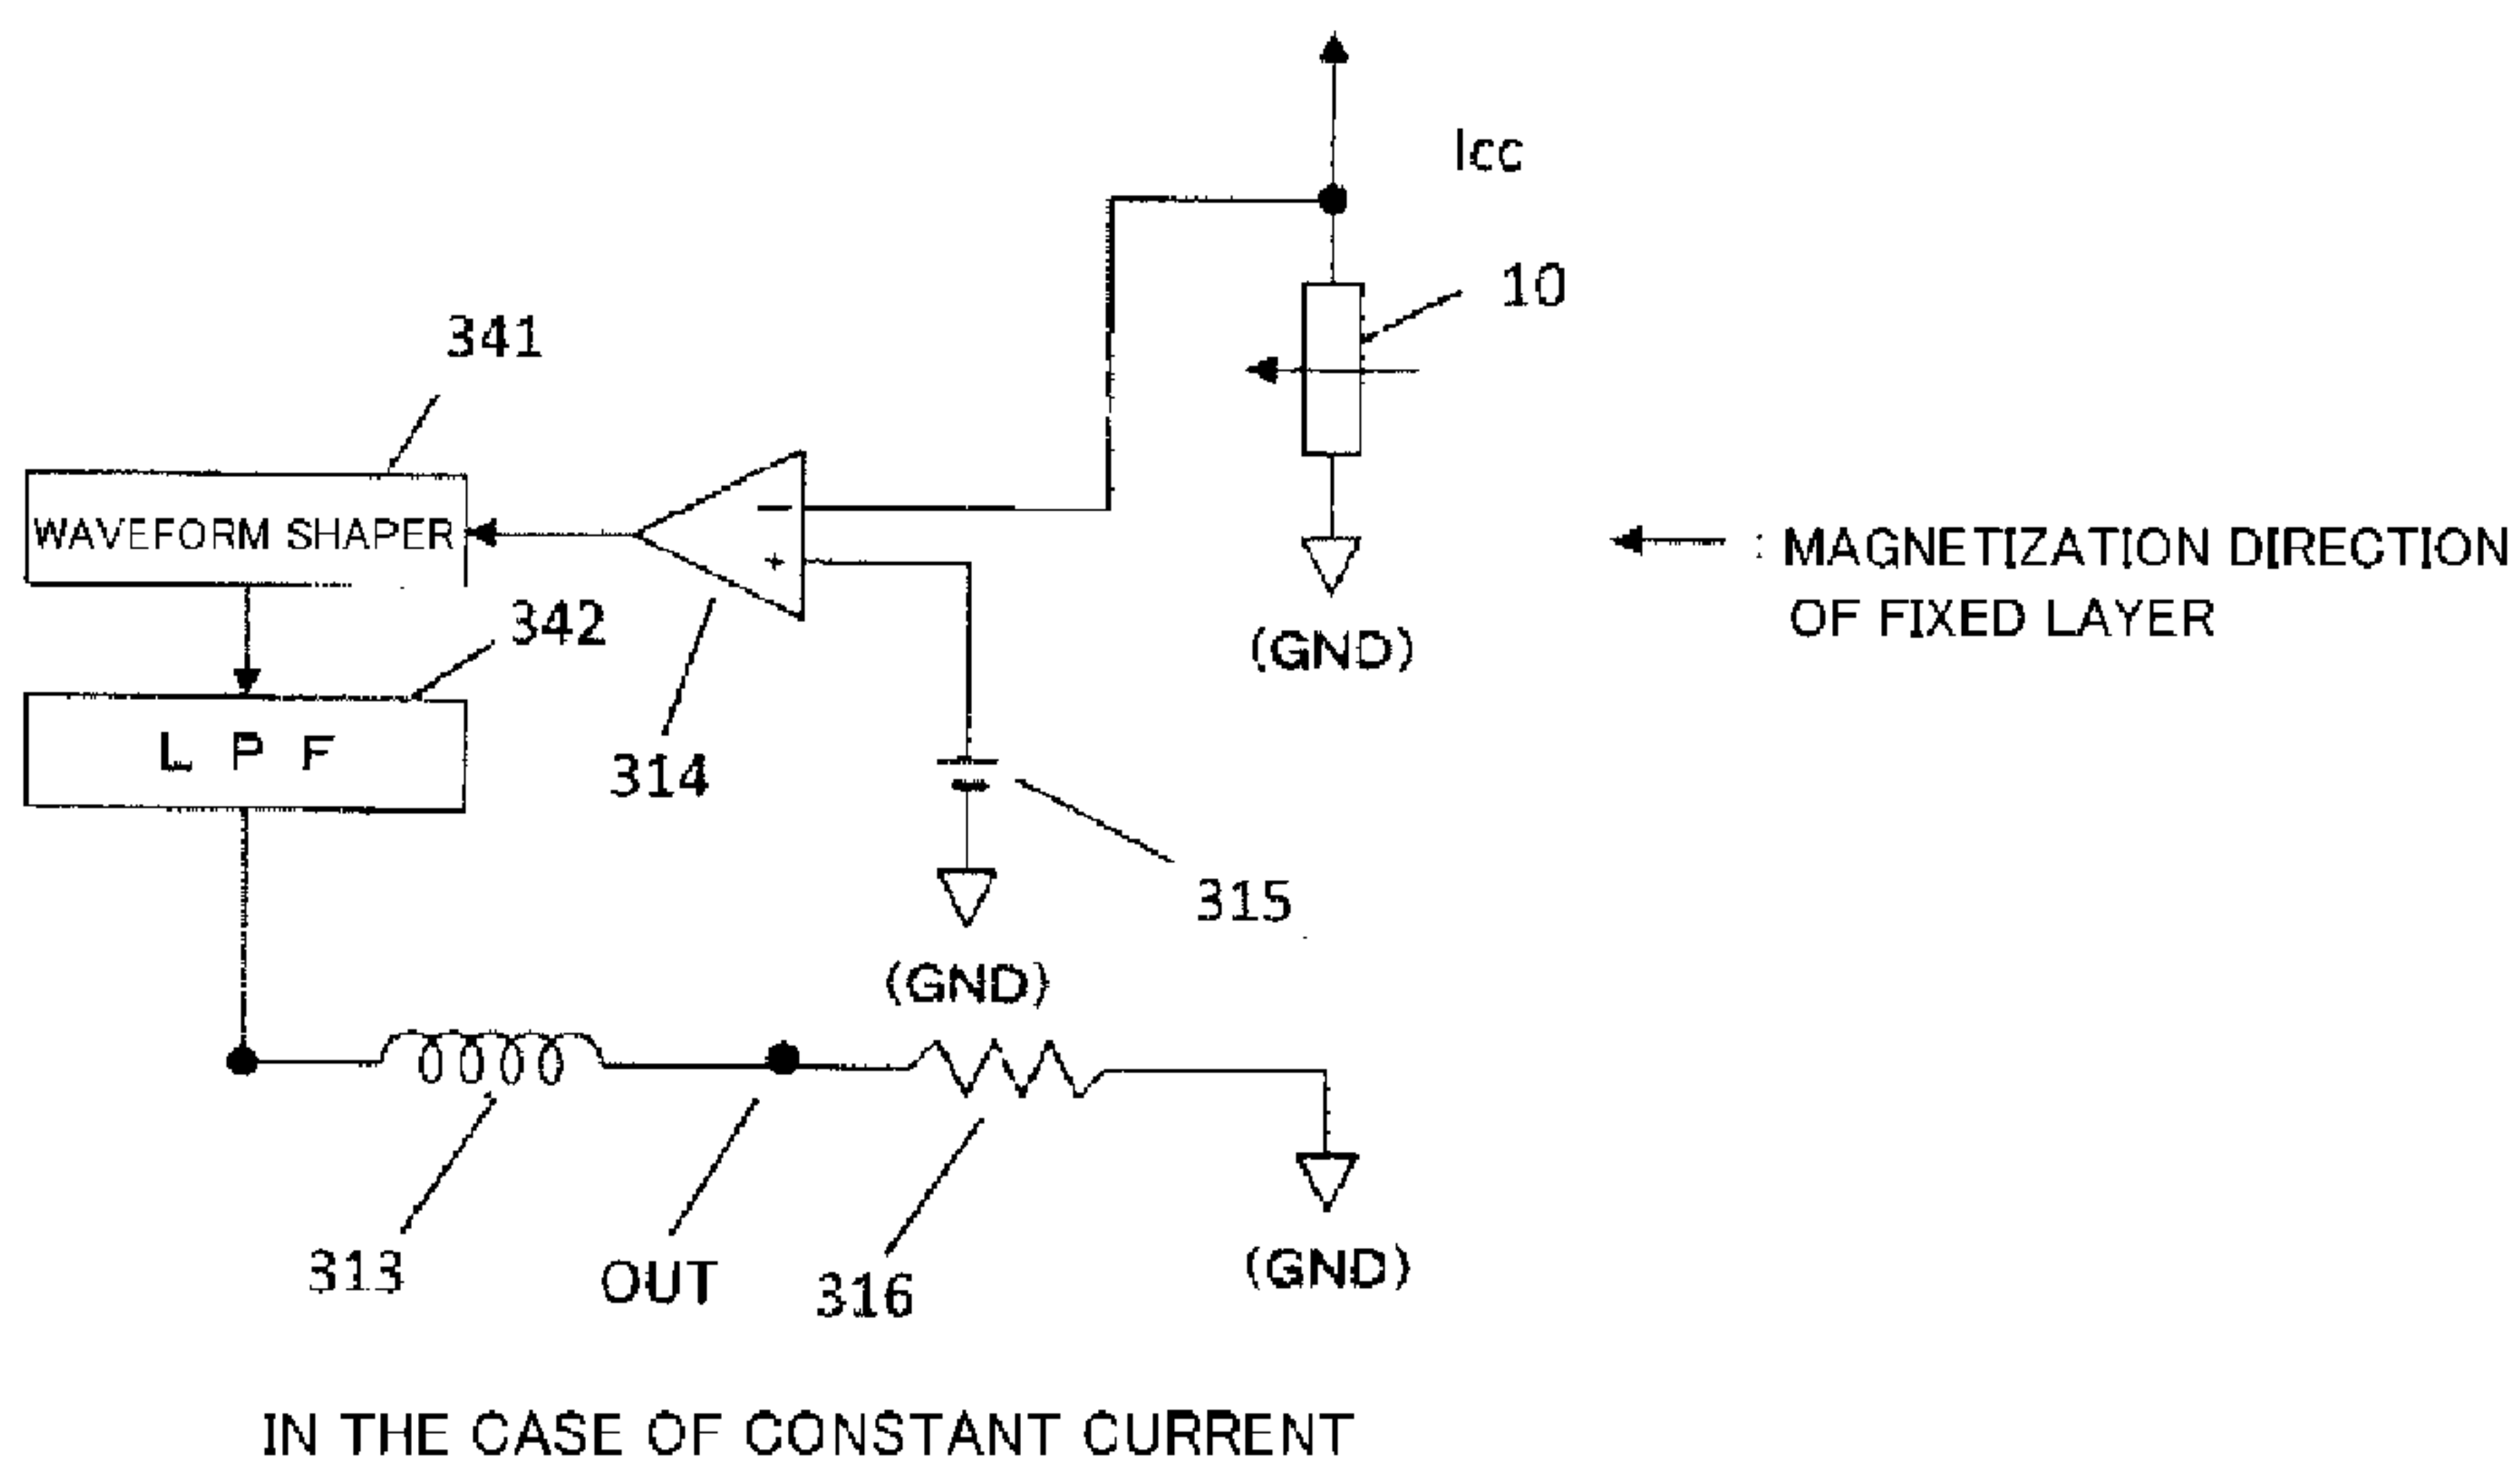 Icc
10
341
WAVEFORM SHAPER
−
+
: MAGNETIZATION DIRECTION
OF FIXED LAYER
342
(GND)
L P F
314
315
(GND)
313
OUT
316
(GND)
IN THE CASE OF CONSTANT CURRENT